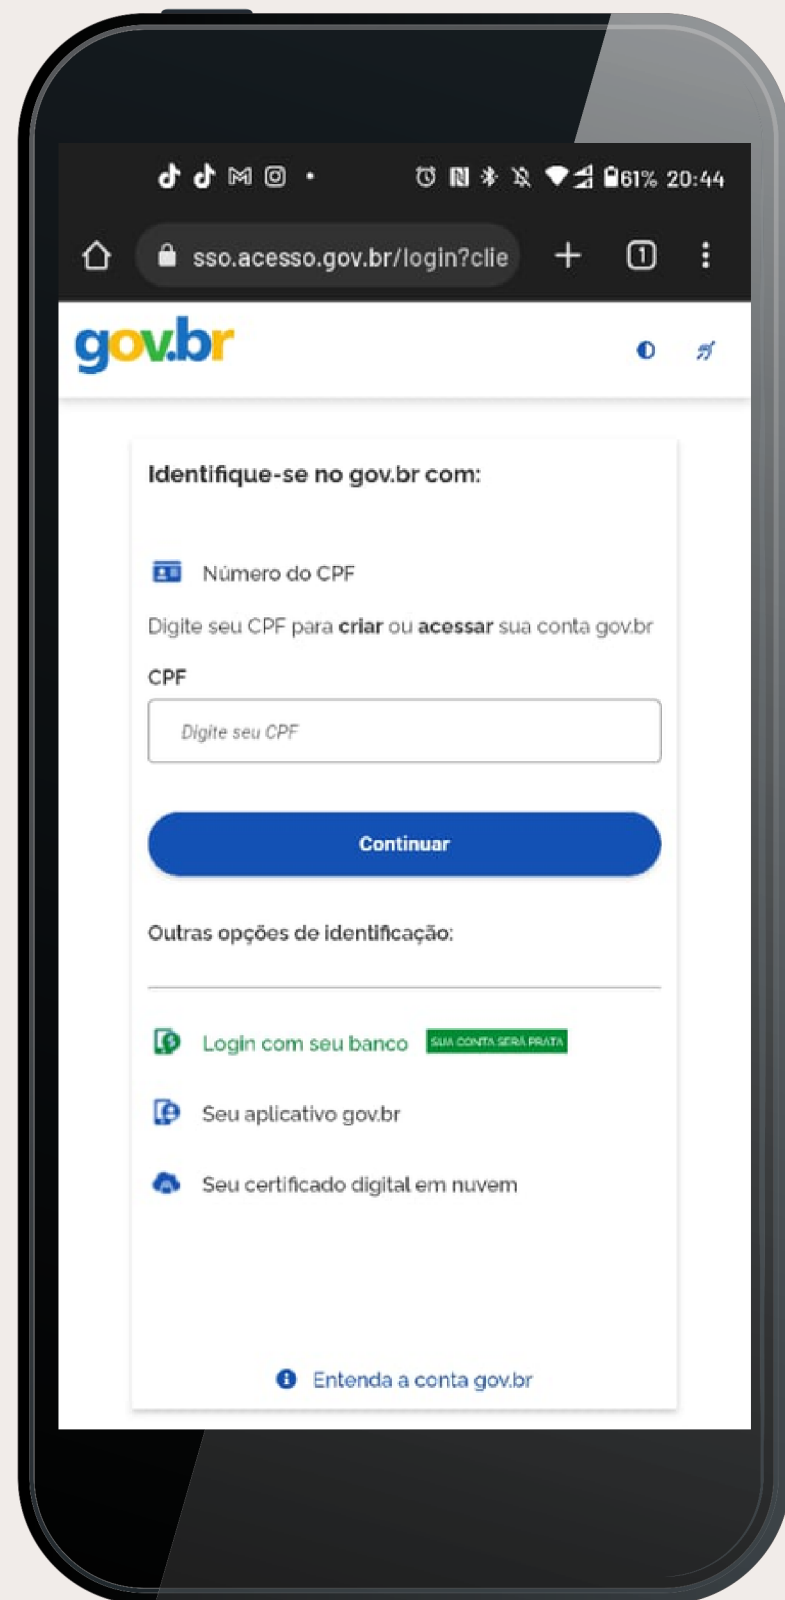 61% 20:44
sso.acesso.gov.br/login?clie
1
gov.br
Identifique-se no gov.br com:
Número do CPF
Digite seu CPF para criar ou acessar sua conta gov.br
CPF
Digite seu CPF
Continuar
Outras opções de identificação:
Login com seu banco SUA CONTA SERÁ PRATA
Seu aplicativo gov.br
Seu certificado digital em nuvem
Entenda a conta gov.br